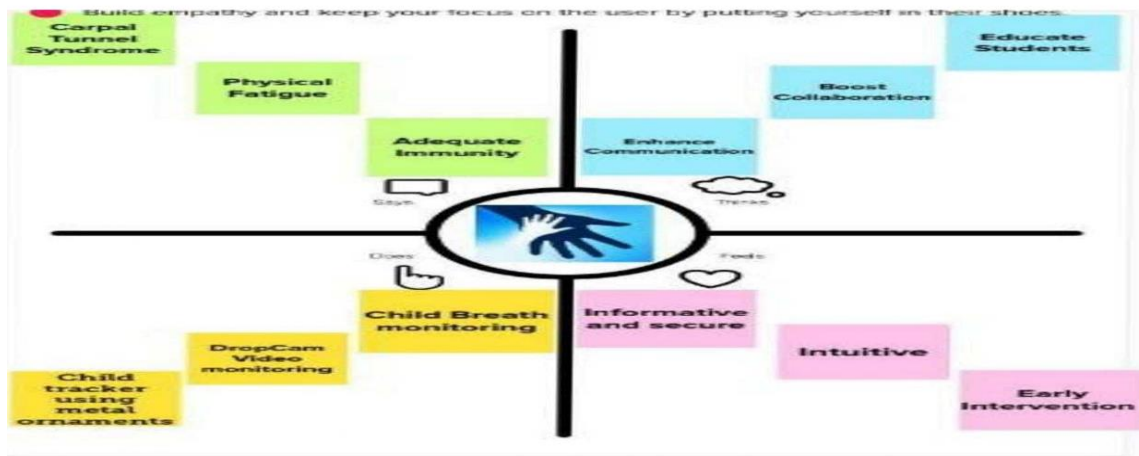 Build empathy and keep your focus on the user by putting yourself in their shoes.
Carpal
Tunnel
Syndrome
Physical
Fatigue
Adequate
Immunity
Says
Educate
Students
Boost
Collaboration
Enhance
Communication
Thinks
Does
Child Breath
monitoring
DropCam
Video
monitoring
Child
tracker
using
metal
ornaments
Feels
Informative
and secure
Intuitive
Early
Intervention